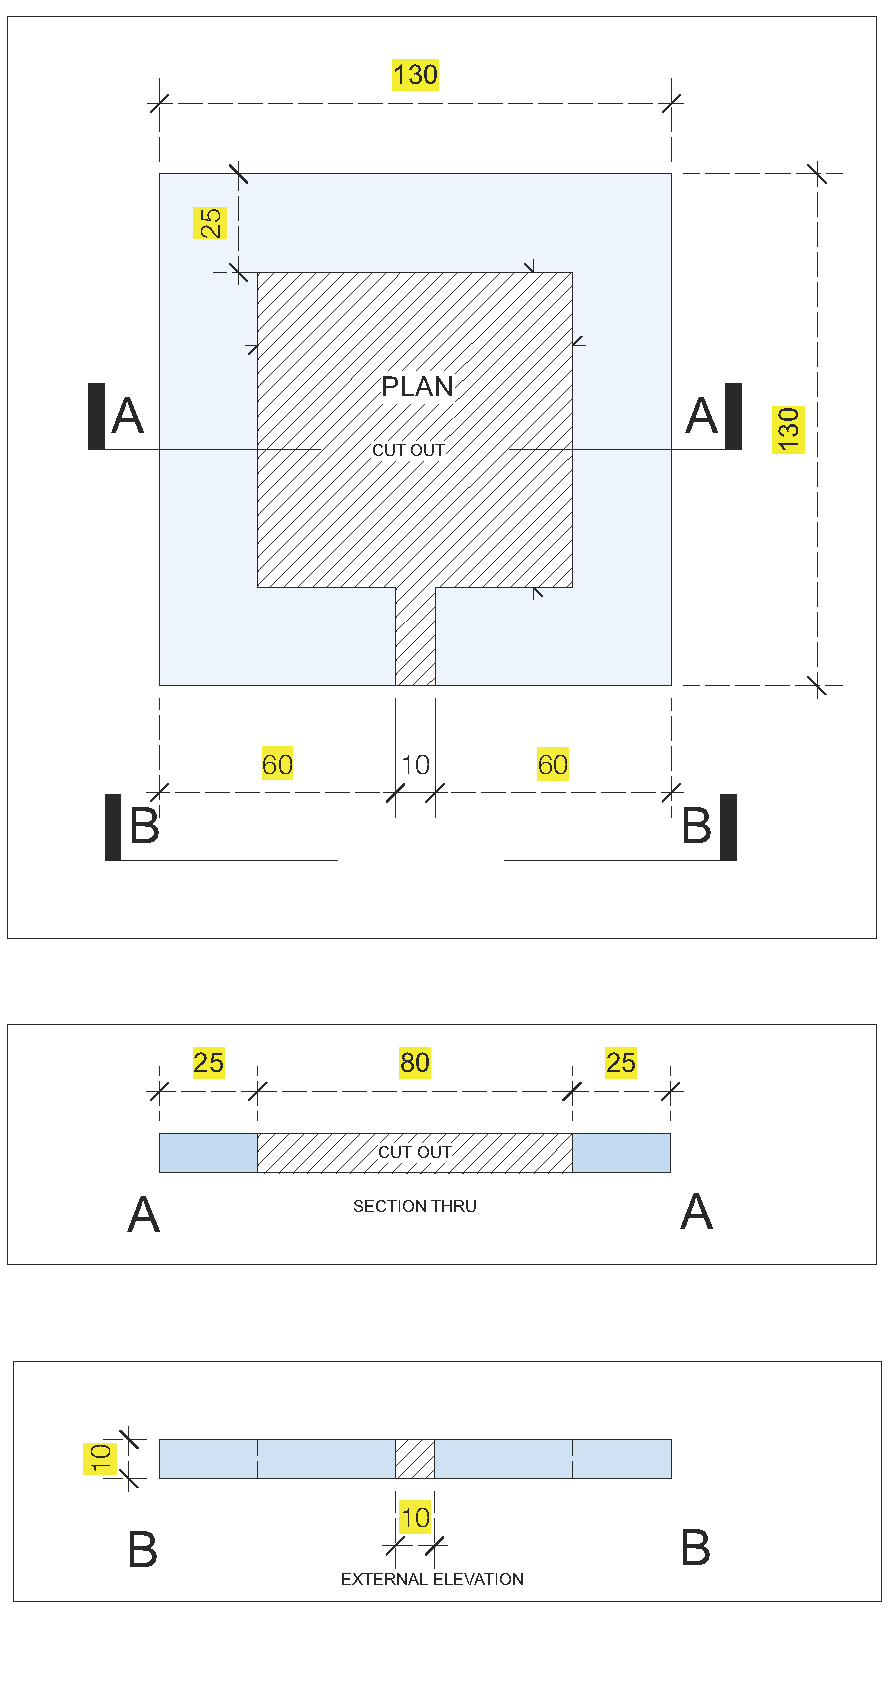 130
25
PLAN
A A
130
CUT OUT
60 10 60
B B
25 80 25
CUT OUT
SECTION THRU
A A
10
10
B B
EXTERNAL ELEVATION